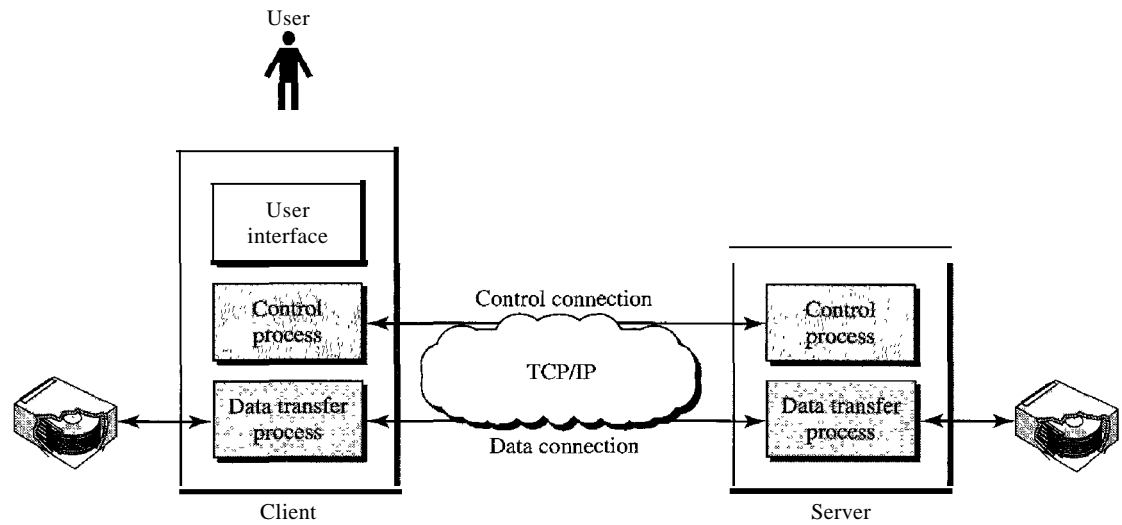 User
User
interface
Control
process
Data transfer
process
Client
Control connection
TCP/IP
Data connection
Control
process
Data transfer
process
Server